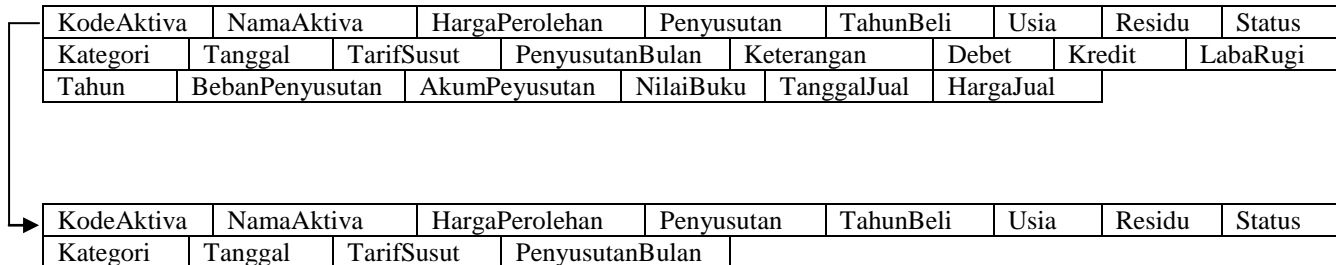 KodeAktiva NamaAktiva HargaPerolehan Penyusutan TahunBeli Usia Residu Status
Kategori Tanggal TarifSusut PenyusutanBulan Keterangan Debet Kredit LabaRugi
Tahun BebanPenyusutan AkumPeyusutan NilaiBuku TanggalJual HargaJual
KodeAktiva NamaAktiva HargaPerolehan Penyusutan TahunBeli Usia Residu Status
Kategori Tanggal TarifSusut PenyusutanBulan